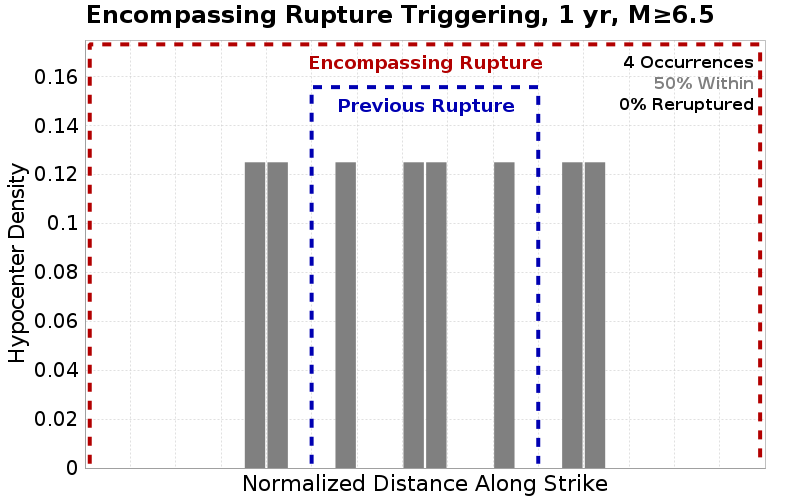 Encompassing Rupture Triggering, 1 yr, M≥6.5
Encompassing Rupture
Previous Rupture
4 Occurrences
50% Within
0% Reruptured
Hypocenter Density
0.16
0.14
0.12
0.1
0.08
0.06
0.04
0.02
0
Normalized Distance Along Strike